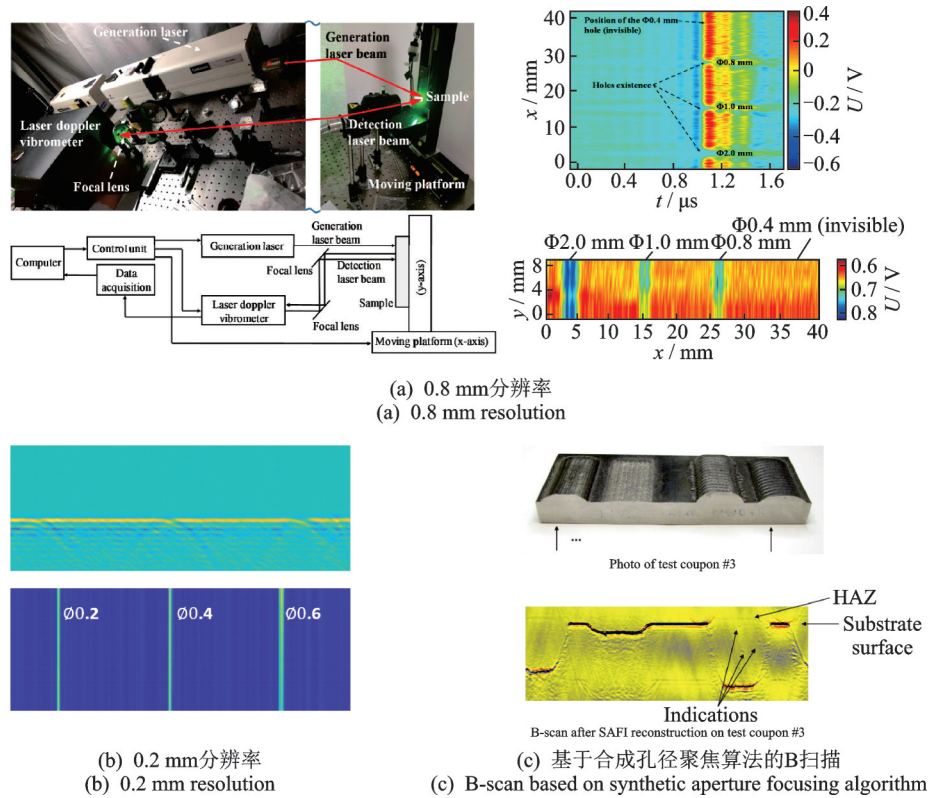 Generation laser
Generation
laser beam
Sample
Laser doppler
vibrometer
Detection
laser beam
Focal lens
Moving platform
Computer
Control unit
Generation laser
Generation
laser beam
Focal lens
Detection
laser beam
Data
acquisition
Laser doppler
vibrometer
Sample
Focal lens
(y-axis)
Moving platform (x-axis)
Position of the Φ0.4 mm
hole (invisible)
Φ0.8 mm
Holes existence
Φ1.0 mm
Φ2.0 mm
40
30
20
10
0
x / mm
0.0 0.4 0.8 1.2 1.6
t / μs
0.4
0.2
0
−0.2
−0.4
−0.6
U / V
Φ0.4 mm (invisible)
Φ2.0 mm Φ1.0 mm Φ0.8 mm
8
4
0
y / mm
0 5 10 15 20 25 30 35 40
x / mm
0.6
0.7
0.8
U / V
(a) 0.8 mm分辨率
(a) 0.8 mm resolution
Ø0.2 Ø0.4 Ø0.6
(b) 0.2 mm分辨率
(b) 0.2 mm resolution
...
Photo of test coupon #3
HAZ
Substrate
surface
Indications
B-scan after SAFI reconstruction on test coupon #3
(c) 基于合成孔径聚焦算法的B扫描
(c) B-scan based on synthetic aperture focusing algorithm